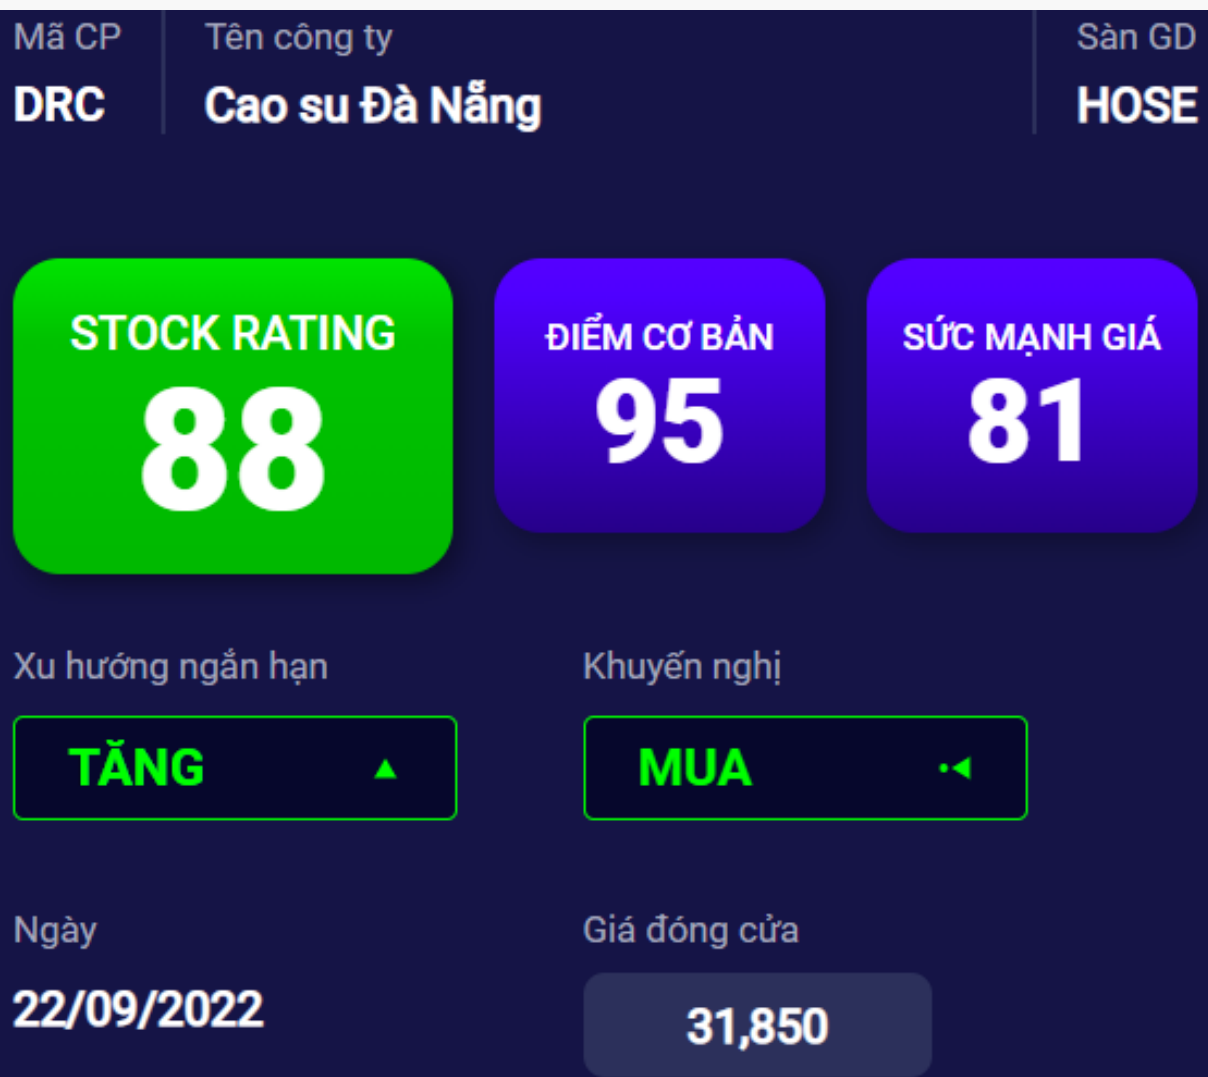 Mã CP Tên công ty Sàn GD
DRC Cao su Đà Nẵng HOSE
STOCK RATING ĐIỂM CƠ BẢN SỨC MẠNH GIÁ
88 95 81
Xu hướng ngắn hạn Khuyến nghị
TĂNG MUA
Ngày Giá đóng cửa
22/09/2022 31,850